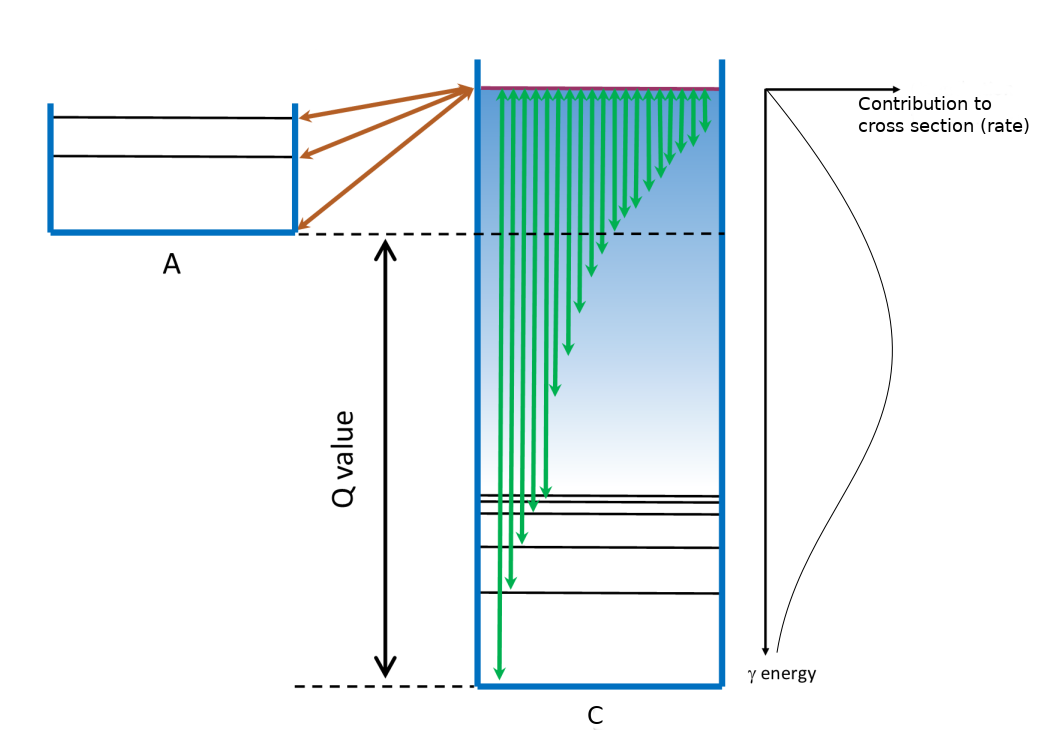 Contribution to
cross section (rate)
A
Q value
γ energy
C